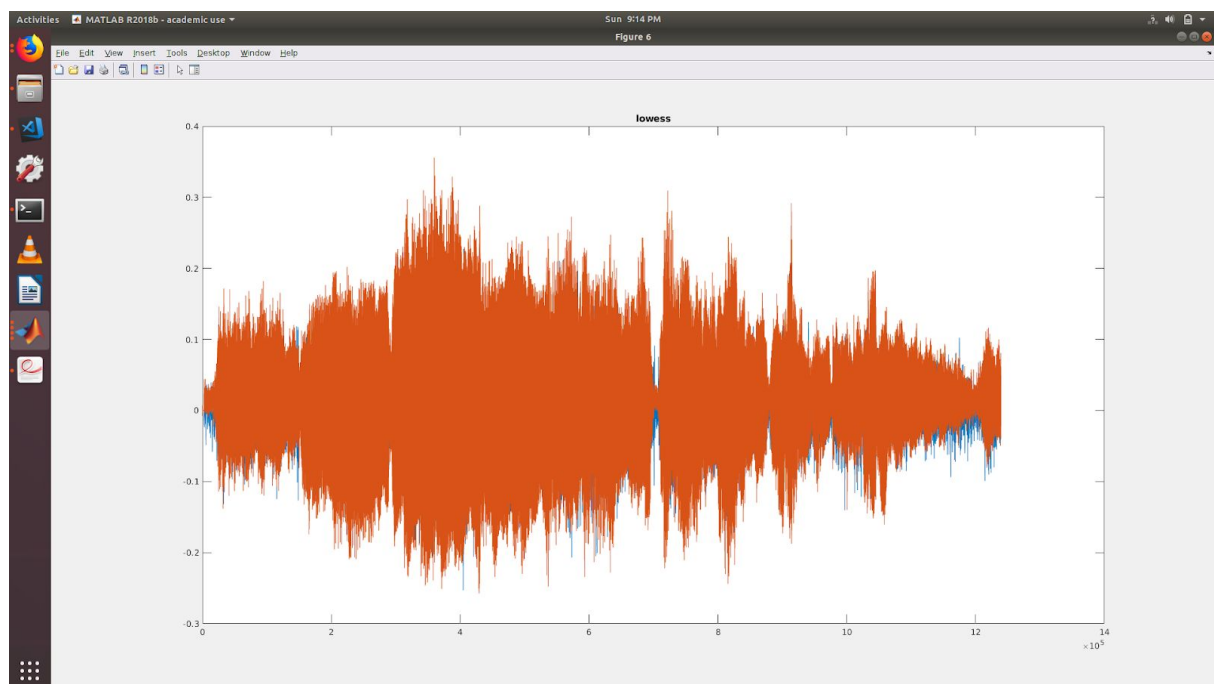 Activities MATLAB R2018b - academic use Sun 9:14 PM
Figure 6
File Edit View Insert Tools Desktop Window Help
lowess
0.4
0.3
0.2
0.1
0
-0.1
-0.2
-0.3
0 2 4 6 8 10 12 14
×10⁵